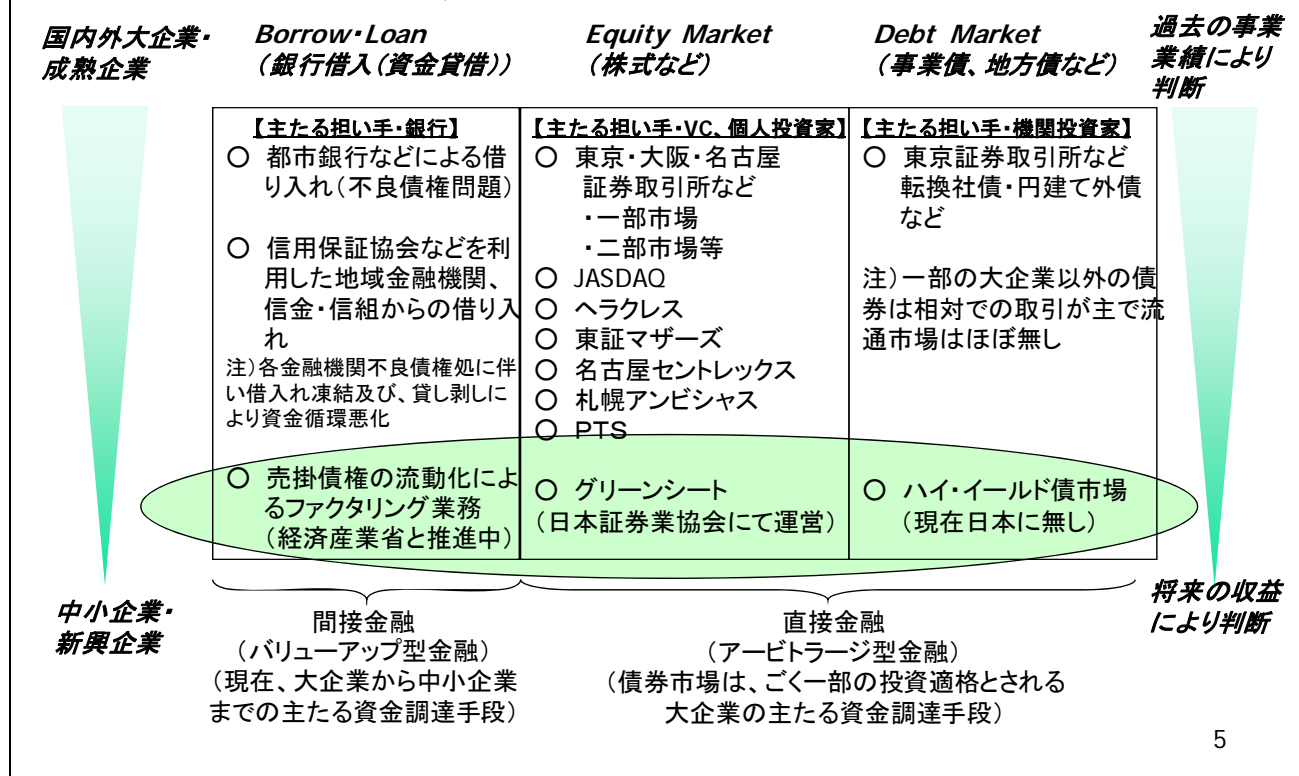 国内外大企業・
成熟企業
Borrow・Loan
（銀行借入（資金貸借））
Equity Market
（株式など）
Debt Market
（事業債、地方債など）
過去の事業
業績により
判断
【主たる担い手・銀行】
○ 都市銀行などによる借
り入れ（不良債権問題）
○ 信用保証協会などを利
用した地域金融機関、
信金・信組からの借り入
れ
注）各金融機関不良債権処に伴
い借入れ凍結及び、貸し剥しに
より資金循環悪化
○ 売掛債権の流動化によ
るファクタリング業務
（経済産業省と推進中）
【主たる担い手・VC、個人投資家】
○ 東京・大阪・名古屋
証券取引所など
・一部市場
・二部市場等
○ JASDAQ
○ ヘラクレス
○ 東証マザーズ
○ 名古屋セントレックス
○ 札幌アンビシャス
○ PTS
○ グリーンシート
（日本証券業協会にて運営）
【主たる担い手・機関投資家】
○ 東京証券取引所など
転換社債・円建て外債
など
注）一部の大企業以外の債
券は相対での取引が主で流
通市場はほぼ無し
○ ハイ・イールド債市場
（現在日本に無し）
中小企業・
新興企業
間接金融
（バリューアップ型金融）
（現在、大企業から中小企業
までの主たる資金調達手段）
直接金融
（アービトラージ型金融）
（債券市場は、ごく一部の投資適格とされる
大企業の主たる資金調達手段）
将来の収益
により判断
5